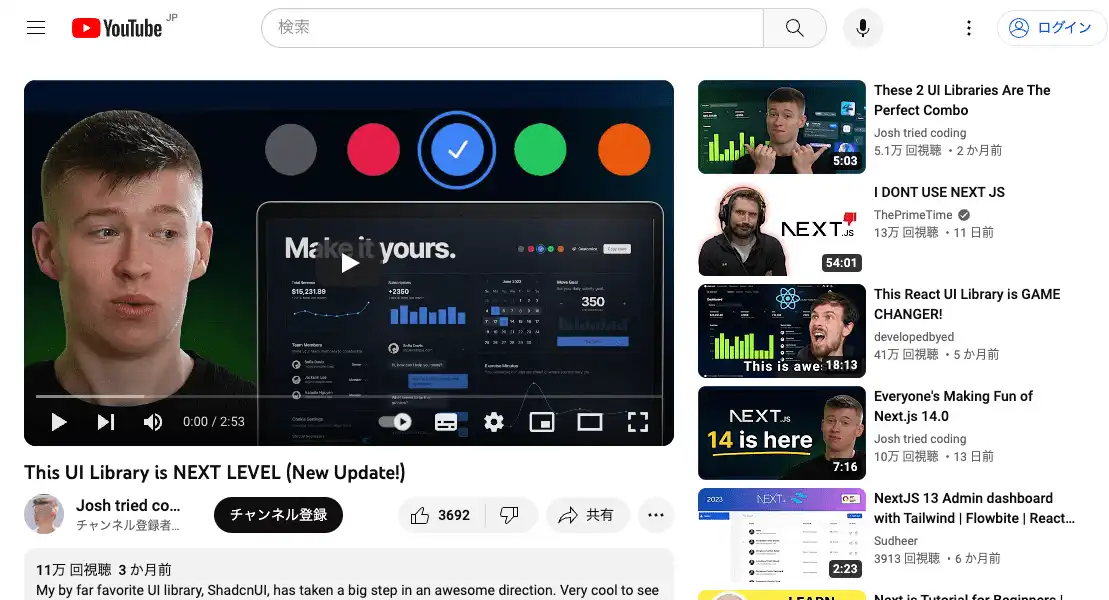 YouTube JP
検索
ログイン
Make it yours.
Total Revenue
$15,231.89
Subscriptions
+2350
June 2023
Move Goal
350
Team Members
Sofia Davis
Exercise Minutes
0:00 / 2:53
This UI Library is NEXT LEVEL (New Update!)
Josh tried co...
チャンネル登録者...
チャンネル登録
3692
共有
11万 回視聴 3 か月前
My by far favorite UI library, ShadcnUI, has taken a big step in an awesome direction. Very cool to see
5:03
These 2 UI Libraries Are The
Perfect Combo
Josh tried coding
5.1万 回視聴 ・2 か月前
NEXT.JS
54:01
I DONT USE NEXT JS
ThePrimeTime
13万 回視聴 ・11 日前
This is awes
18:13
This React UI Library is GAME
CHANGER!
developedbyed
41万 回視聴 ・5 か月前
NEXT.JS
14 is here
7:16
Everyone's Making Fun of
Next.js 14.0
Josh tried coding
10万 回視聴 ・13 日前
2023
NEXT.JS
2:23
NextJS 13 Admin dashboard
with Tailwind | Flowbite | React...
Sudheer
3913 回視聴 ・6 か月前
LEARN
Next.js Tutorial for Beginners |